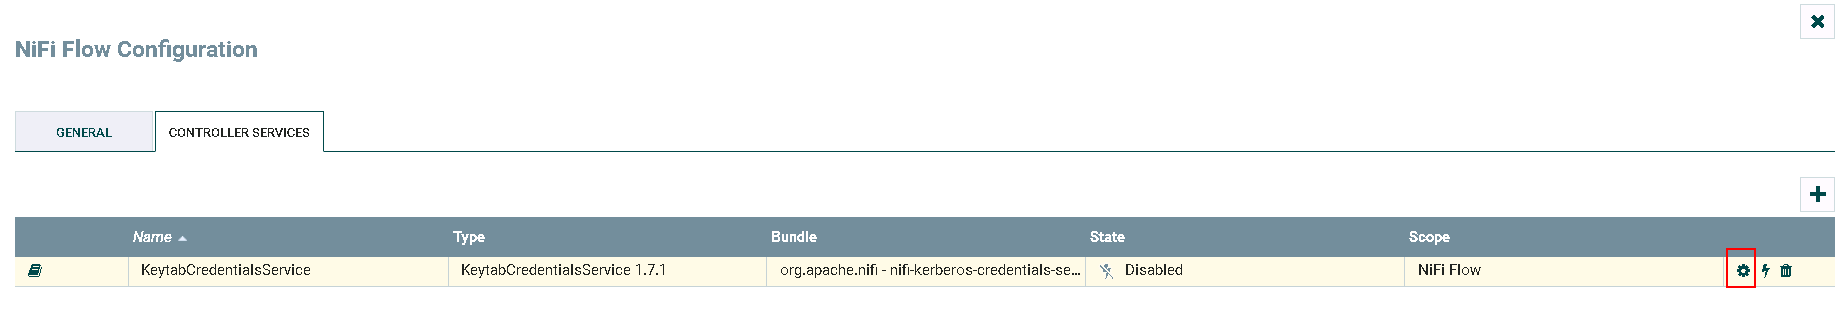 NiFi Flow Configuration
GENERAL
CONTROLLER SERVICES
Name Type Bundle State Scope
KeytabCredentialsService KeytabCredentialsService 1.7.1 org.apache.nifi - nifi-kerberos-credentials-se... Disabled NiFi Flow